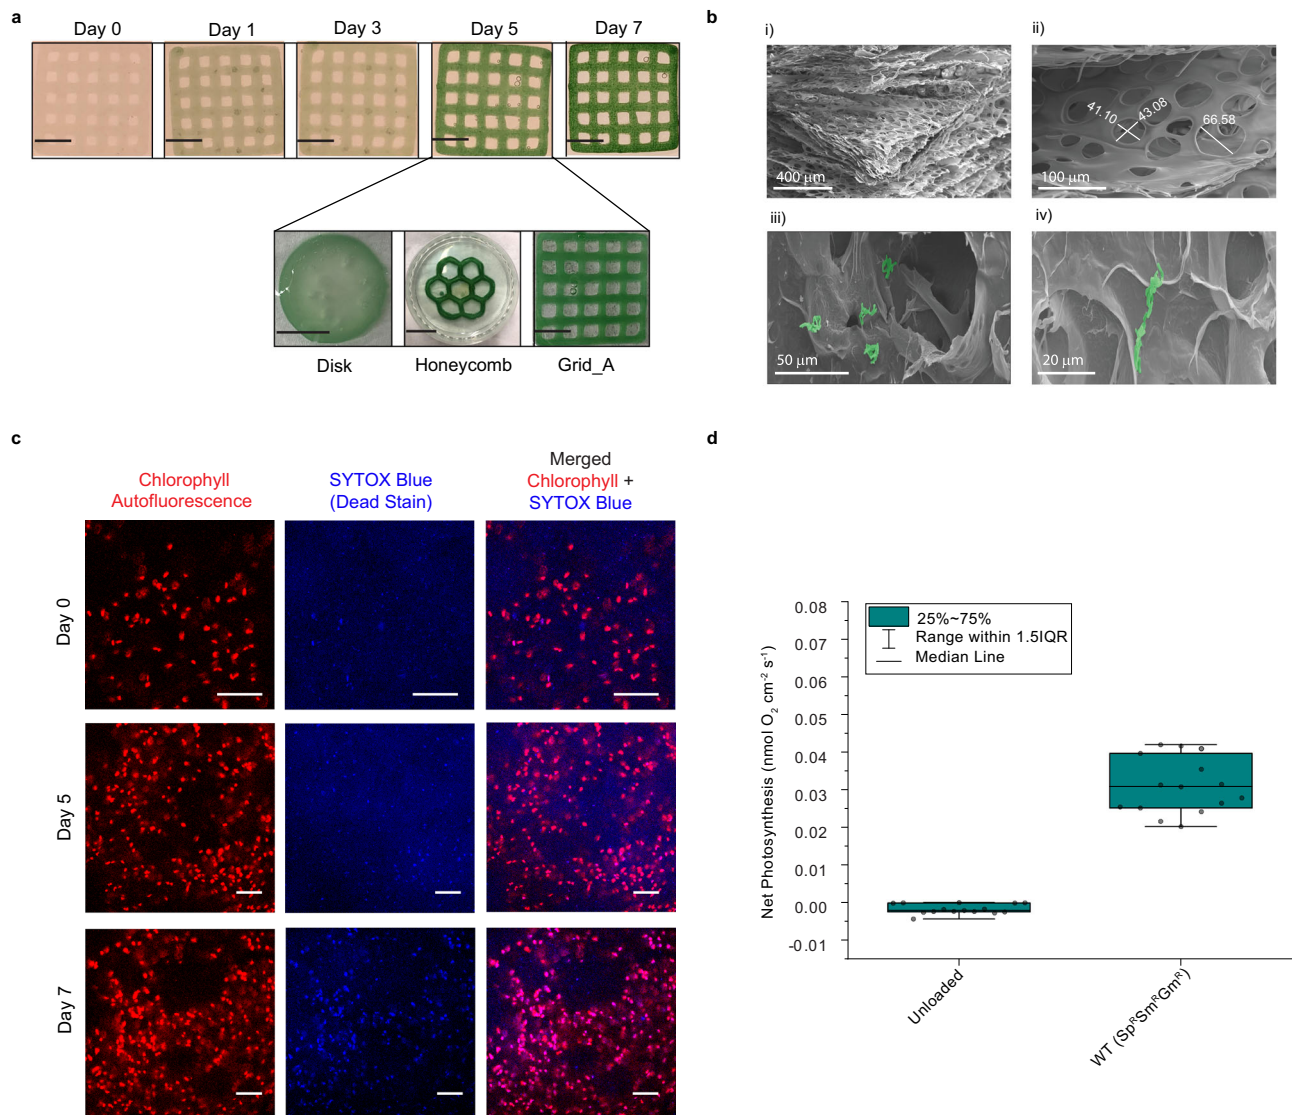 a
Day 0
Day 1
Day 3
Day 5
Day 7
Disk
Honeycomb
Grid_A
b
i)
ii)
400 μm
41.10
43.08
66.58
100 μm
iii)
iv)
50 μm
20 μm
c
Chlorophyll
Autofluorescence
SYTOX Blue
(Dead Stain)
Merged
Chlorophyll +
SYTOX Blue
Day 0
Day 5
Day 7
d
Net Photosynthesis (nmol O₂ cm⁻² s⁻¹)
0.08
0.07
0.06
0.05
0.04
0.03
0.02
0.01
0.00
-0.01
25%~75%
Range within 1.5IQR
Median Line
Unloaded
WT (SpᴿSmᴿGmᴿ)